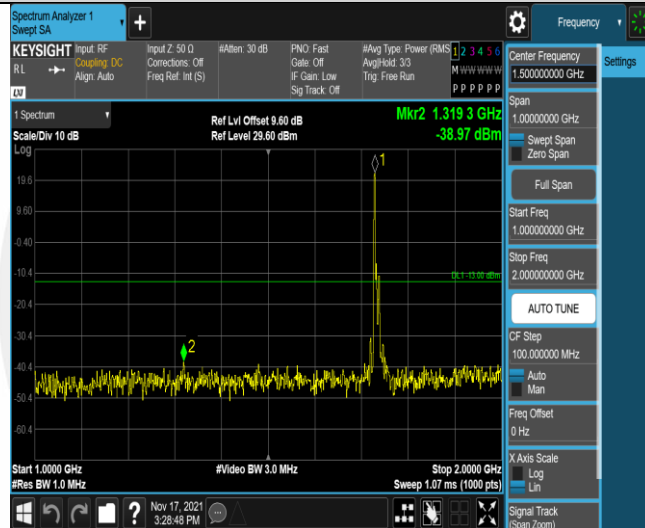 Spectrum Analyzer 1
Swept SA
+
Frequency
KEYSIGHT
RL
LXI
Input: RF
Coupling: DC
Align: Auto
Input Z: 50 Ω
Corrections: Off
Freq Ref: Int (S)
#Atten: 30 dB
PNO: Fast
Gate: Off
IF Gain: Low
Sig Track: Off
#Avg Type: Power (RMS
Avg|Hold: 3/3
Trig: Free Run
1 2 3 4 5 6
M W W W W W
P P P P P P
1 Spectrum
Scale/Div 10 dB
Log
Ref Lvl Offset 9.60 dB
Ref Level 29.60 dBm
Mkr2 1.319 3 GHz
-38.97 dBm
1
19.6
9.60
-0.40
-10.4
DL1 -13.00 dBm
-20.4
-30.4
2
-40.4
-50.4
-60.4
Start 1.0000 GHz
#Res BW 1.0 MHz
#Video BW 3.0 MHz
Stop 2.0000 GHz
Sweep 1.07 ms (1000 pts)
Nov 17, 2021
3:28:48 PM
?
Center Frequency
1.500000000 GHz
Settings
Span
1.00000000 GHz
Swept Span
Zero Span
Full Span
Start Freq
1.000000000 GHz
Stop Freq
2.000000000 GHz
AUTO TUNE
CF Step
100.000000 MHz
Auto
Man
Freq Offset
0 Hz
X Axis Scale
Log
Lin
Signal Track
(Span Zoom)